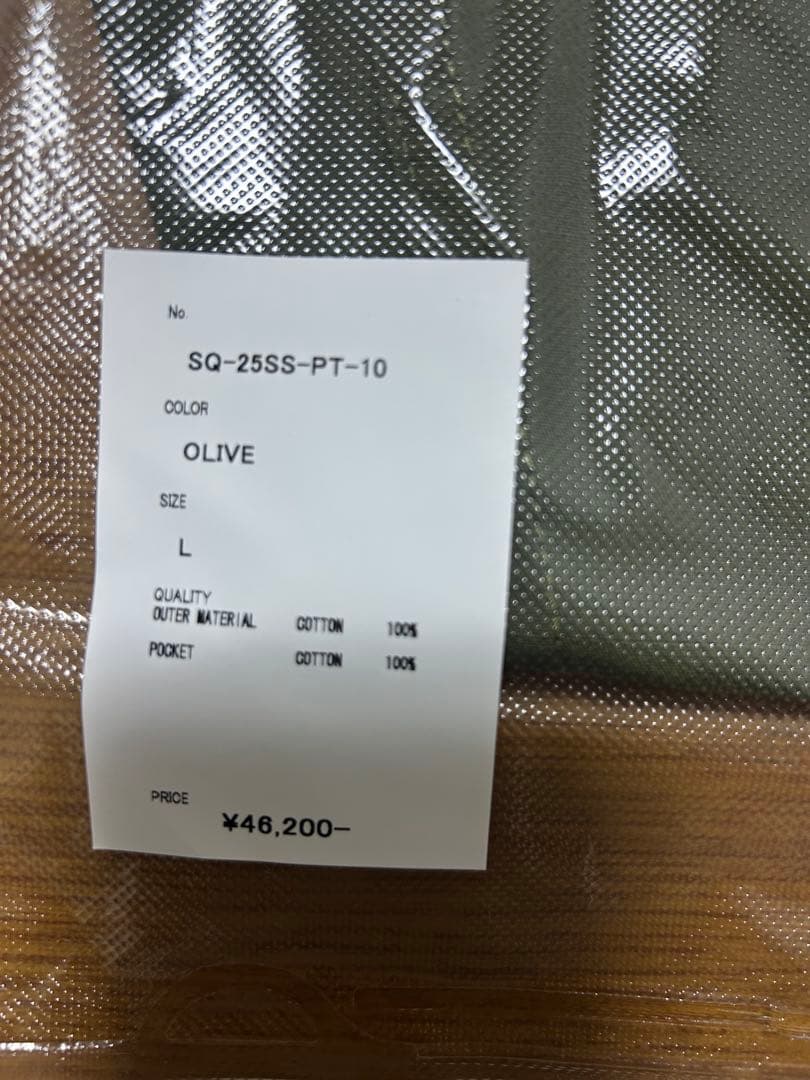 No.
SQ-25SS-PT-10
COLOR
OLIVE
SIZE
L
QUALITY
OUTER MATERIAL COTTON 100%
POCKET COTTON 100%
PRICE
¥46,200-